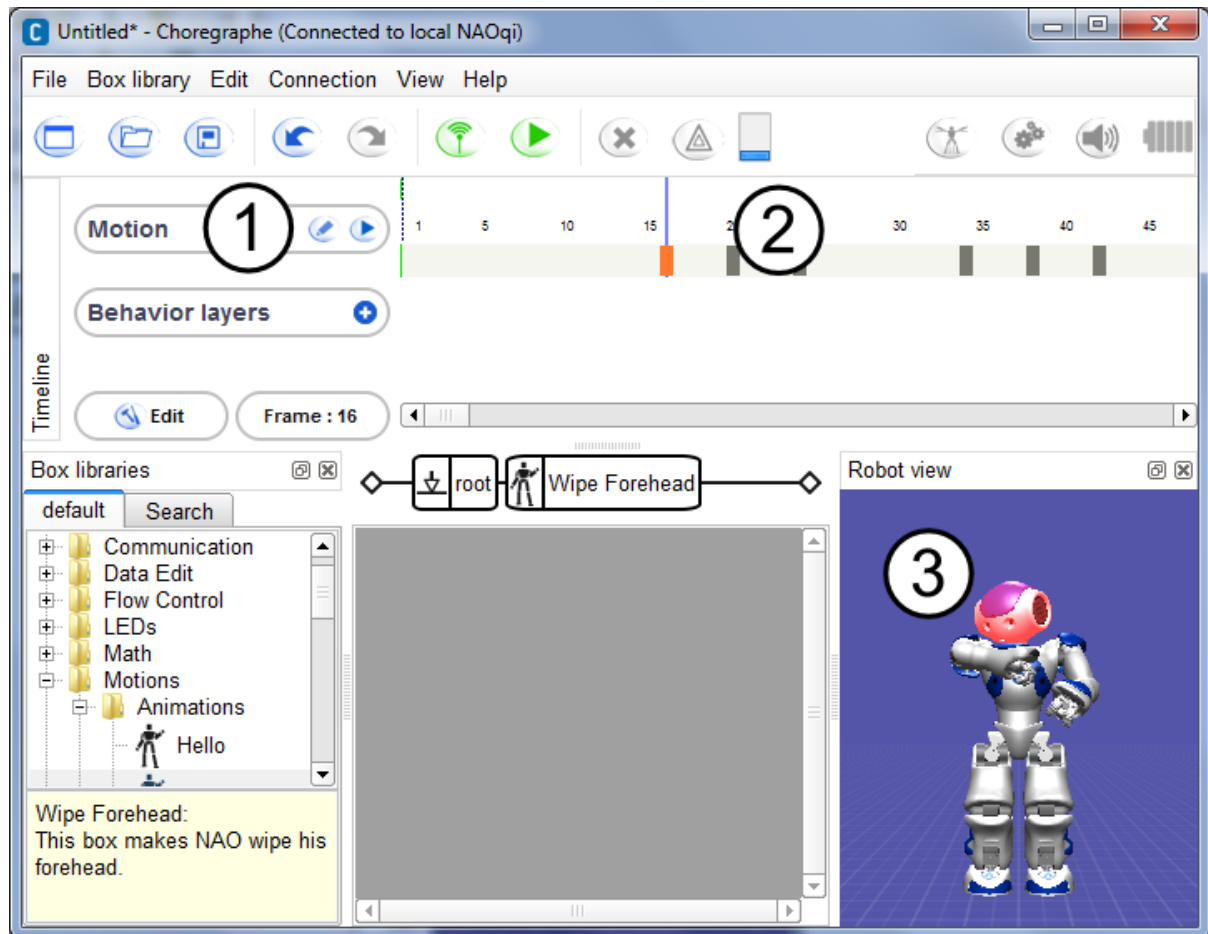 Untitled* - Choregraphe (Connected to local NAOqi)
File Box library Edit Connection View Help
Motion 1 2
1 5 10 15 2 30 35 40 45
Behavior layers
Timeline
Edit Frame : 16
Box libraries
root Wipe Forehead
Robot view
default Search
3
Communication
Data Edit
Flow Control
LEDs
Math
Motions
Animations
Hello
Wipe Forehead:
This box makes NAO wipe his
forehead.